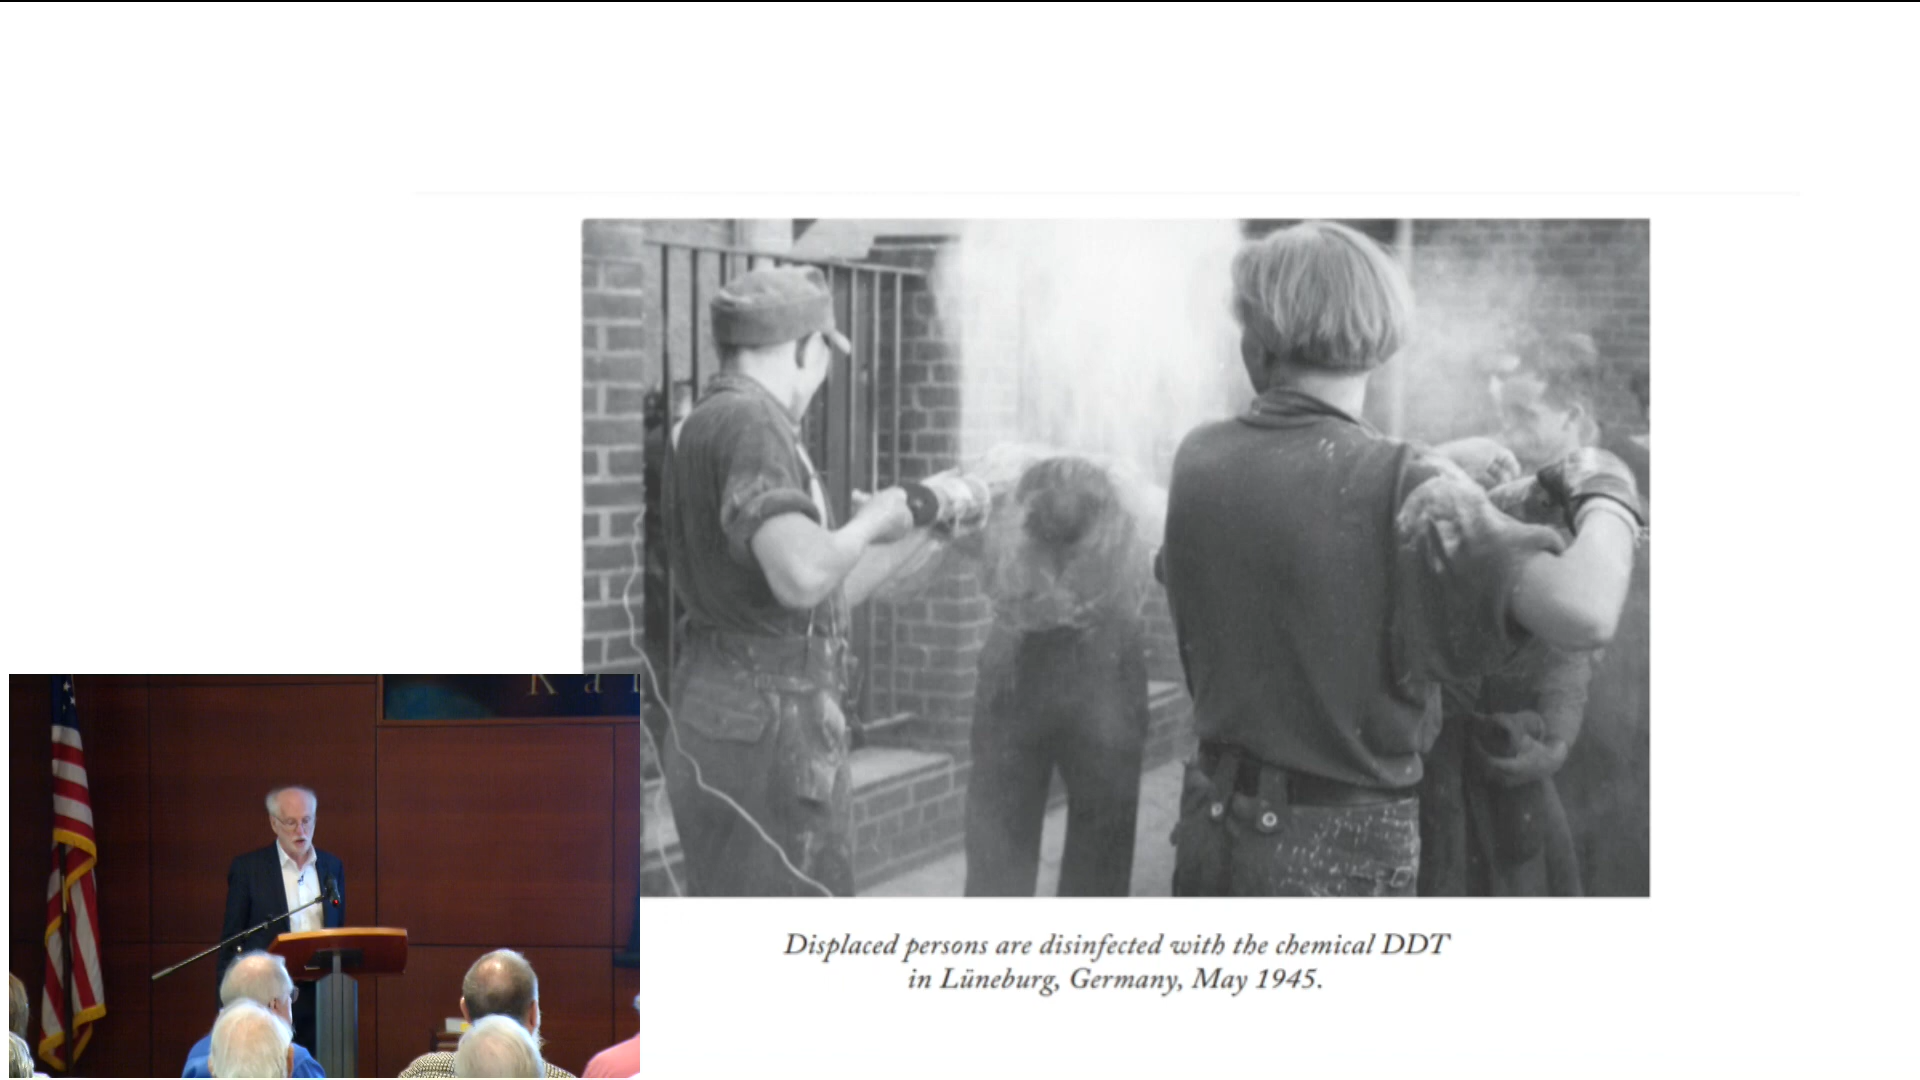 Displaced persons are disinfected with the chemical DDT
in Lüneburg, Germany, May 1945.